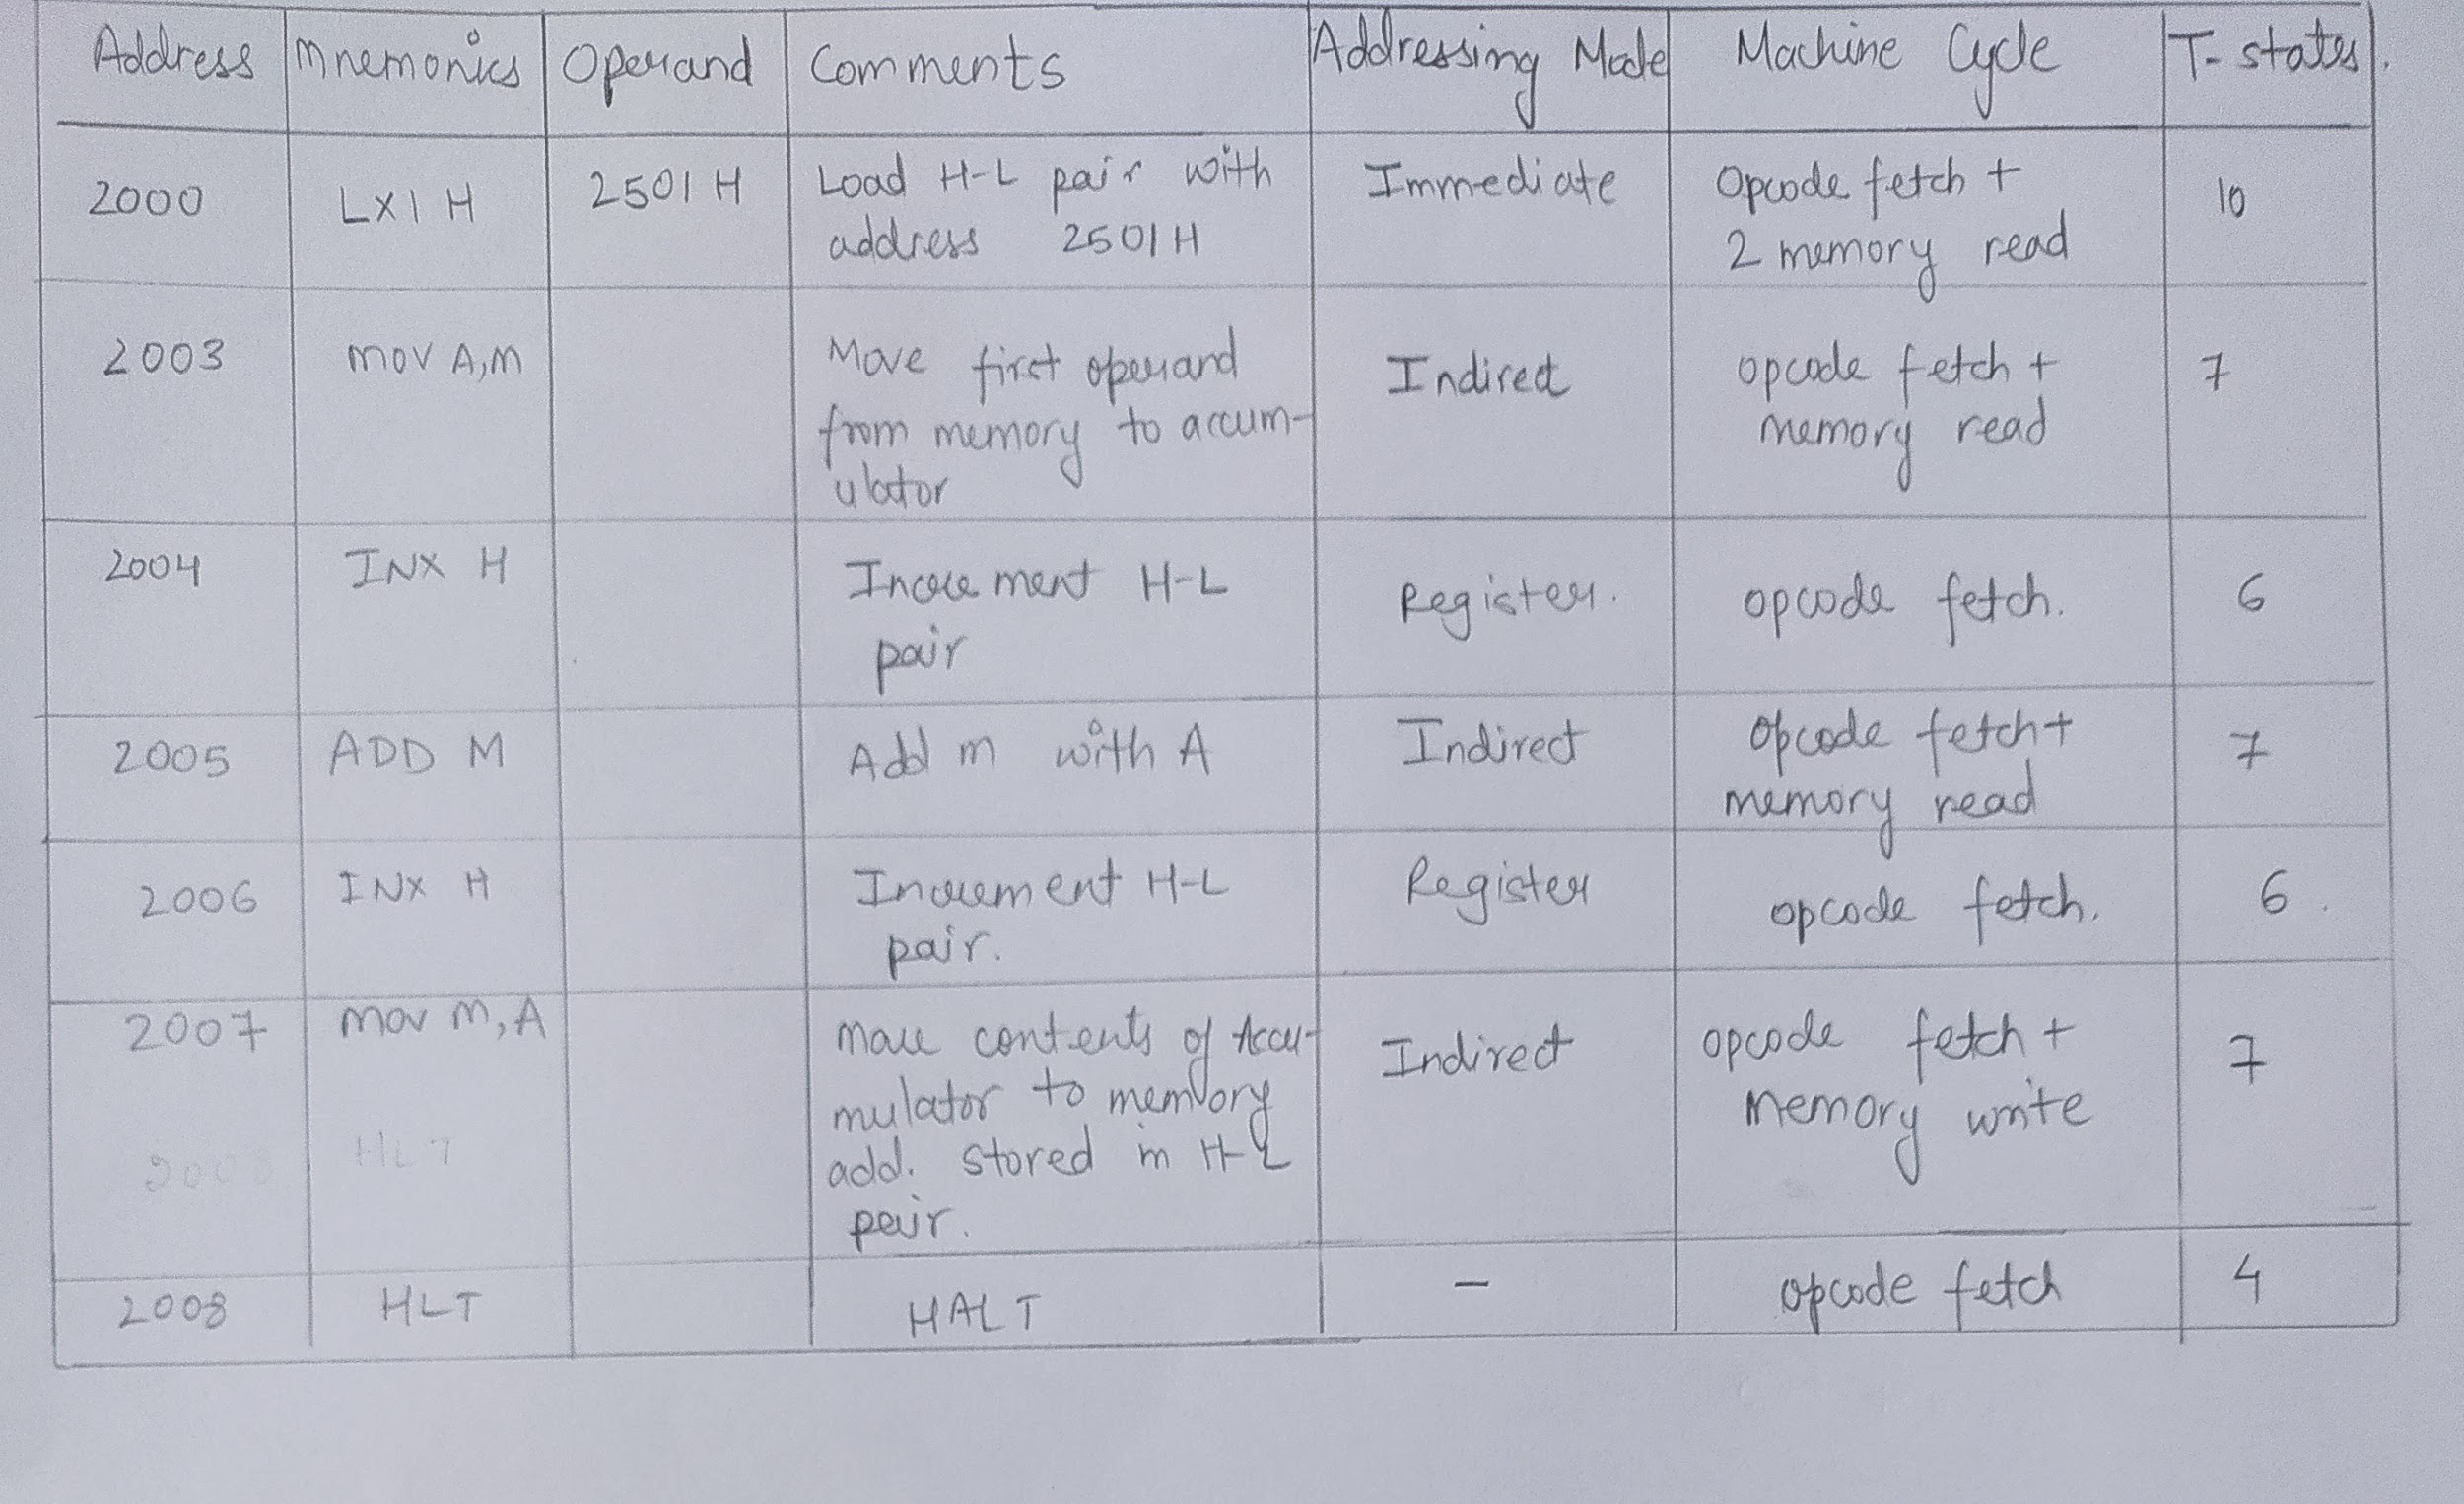 Address Mnemonics Operand Comments Addressing Mode Machine Cycle T- states.
2000 LXI H 2501 H Load H-L pair with Immediate Opcode fetch + 10
address 2501 H 2 memory read
2003 MOV A,M Move first operand Indirect opcode fetch + 7
from memory to accum- memory read
ulator
2004 INX H Increment H-L Register. opcode fetch. 6
pair
2005 ADD M Add m with A Indirect Opcode fetch+ 7
memory read
2006 INX H Increment H-L Register opcode fetch. 6.
pair.
2007 mov m,A move contents of Accu- Indirect opcode fetch + 7
mulator to memory memory write
2008 HLT add. stored in H-L
pair.
2008 HLT HALT - opcode fetch 4